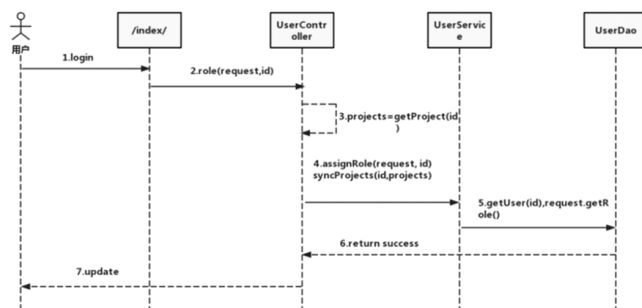 用户
/index/
UserContr
oller
UserServic
e
UserDao
1.login
2.role(request,id)
3.projects=getProject(id
)
4.assignRole(request, id)
syncProjects(id,projects)
5.getUser(id),request.getR
ole()
6.return success
7.update